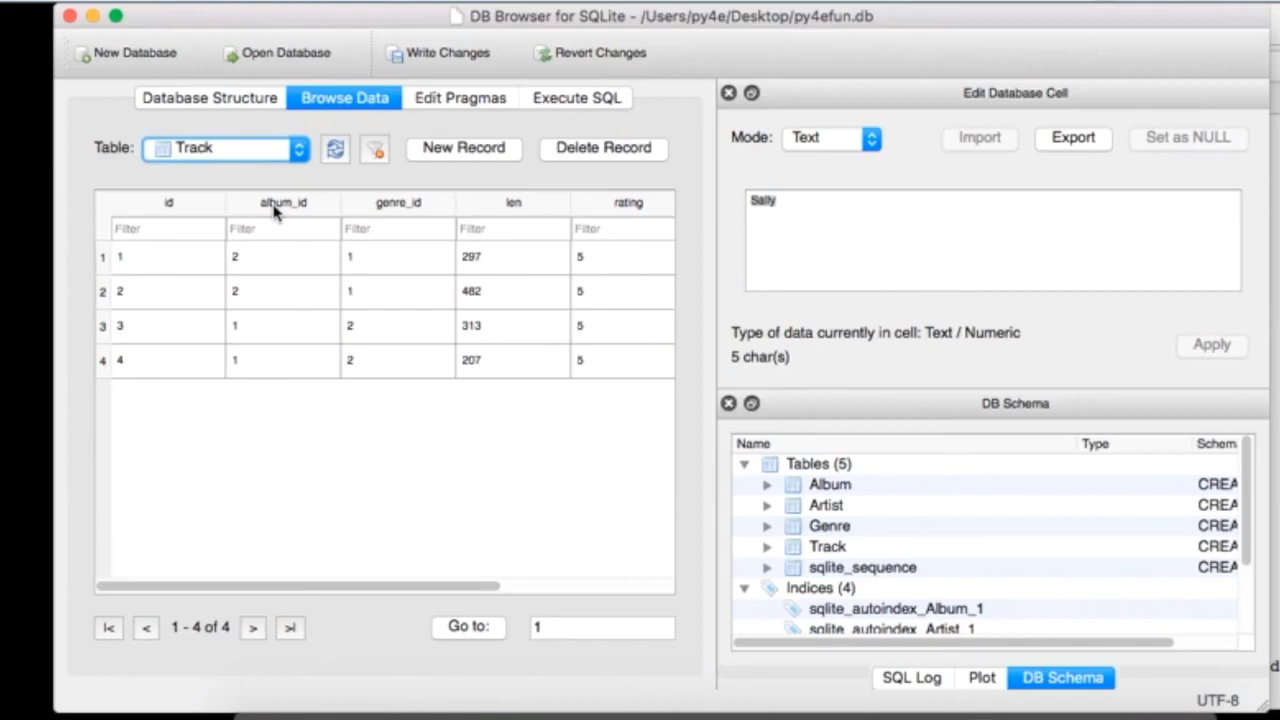 DB Browser for SQLite - /Users/py4e/Desktop/py4efun.db
New Database Open Database Write Changes Revert Changes
Database Structure Browse Data Edit Pragmas Execute SQL
Table: Track New Record Delete Record
id album_id genre_id len rating
Filter Filter Filter Filter Filter
1 1 2 1 297 5
2 2 2 1 482 5
3 3 1 2 313 5
4 4 1 2 207 5
|< < 1 - 4 of 4 > >| Go to: 1
Edit Database Cell
Mode: Text Import Export Set as NULL
Sally
Type of data currently in cell: Text / Numeric
5 char(s)
Apply
DB Schema
Name Type Schem
Tables (5)
Album CREA
Artist CREA
Genre CREA
Track CREA
sqlite_sequence CREA
Indices (4)
sqlite_autoindex_Album_1
sqlite_autoindex_Artist_1
SQL Log Plot DB Schema
UTF-8